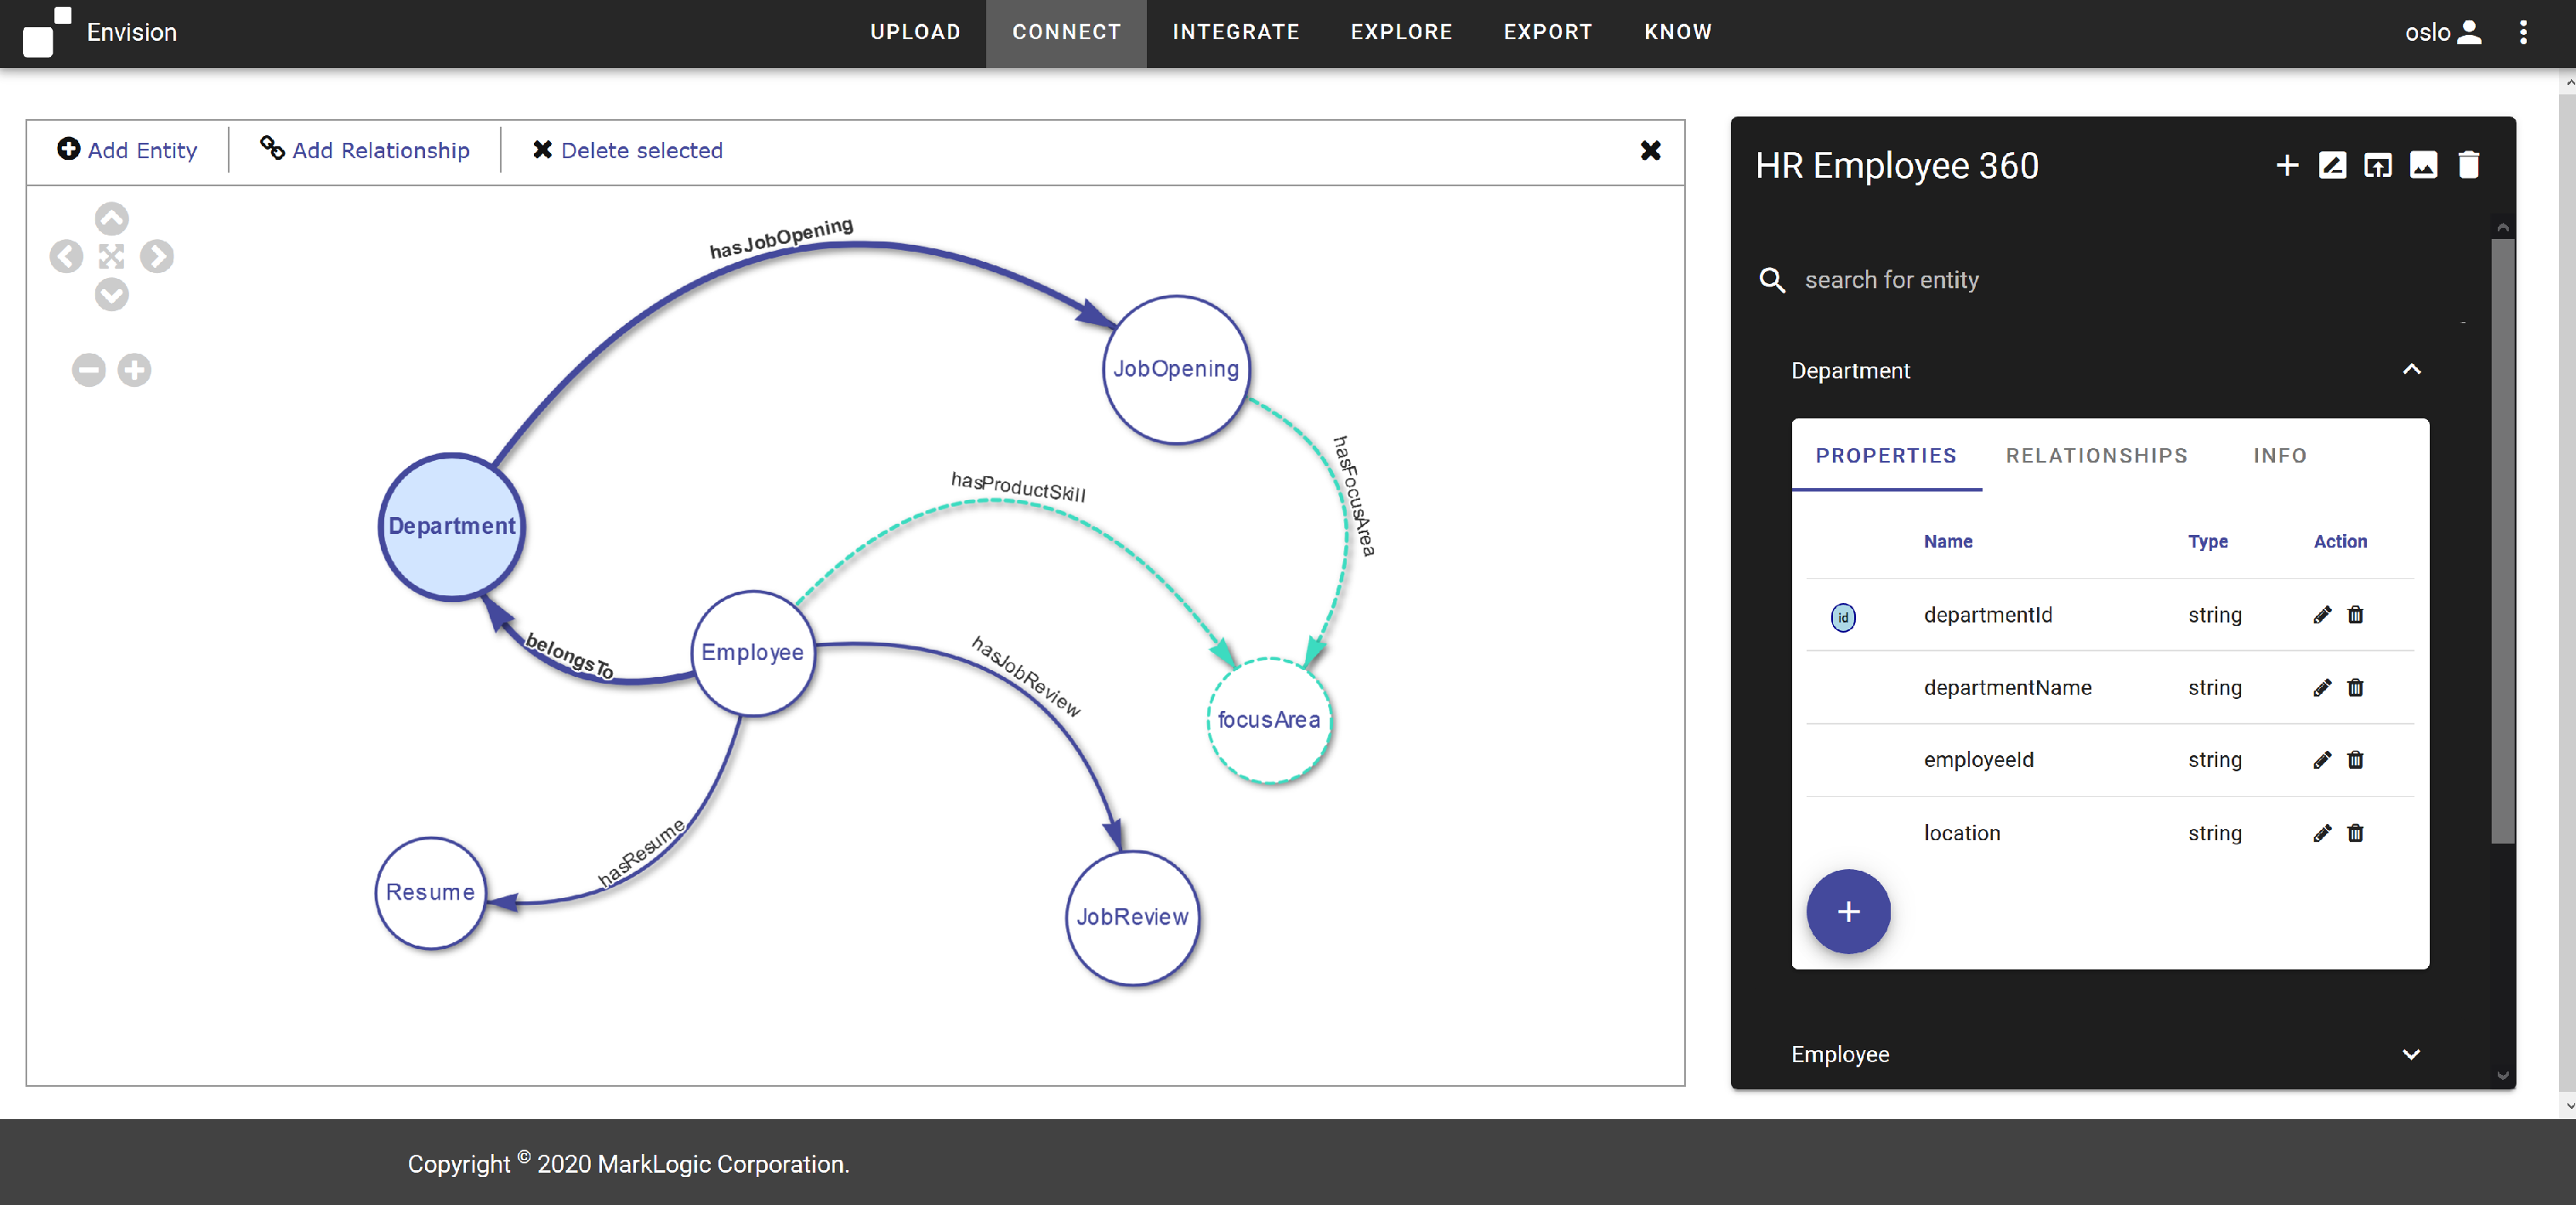 Envision
UPLOAD
CONNECT
INTEGRATE
EXPLORE
EXPORT
KNOW
oslo
Add Entity
Add Relationship
Delete selected
hasJobOpening
JobOpening
hasFocusArea
hasProductSkill
Department
belongsTo
Employee
hasJobReview
focusArea
hasResume
Resume
JobReview
HR Employee 360
search for entity
Department
PROPERTIES
RELATIONSHIPS
INFO
Name Type Action
id departmentId string
departmentName string
employeeId string
location string
Employee
Copyright © 2020 MarkLogic Corporation.